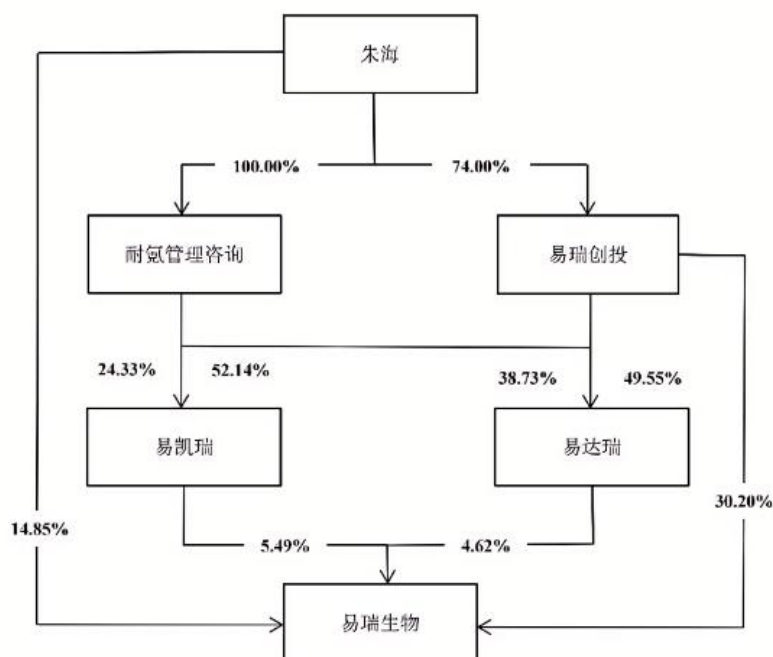 朱海
100.00%
74.00%
耐氪管理咨询
易瑞创投
24.33%
52.14%
38.73%
49.55%
易凯瑞
易达瑞
14.85%
30.20%
5.49%
4.62%
易瑞生物